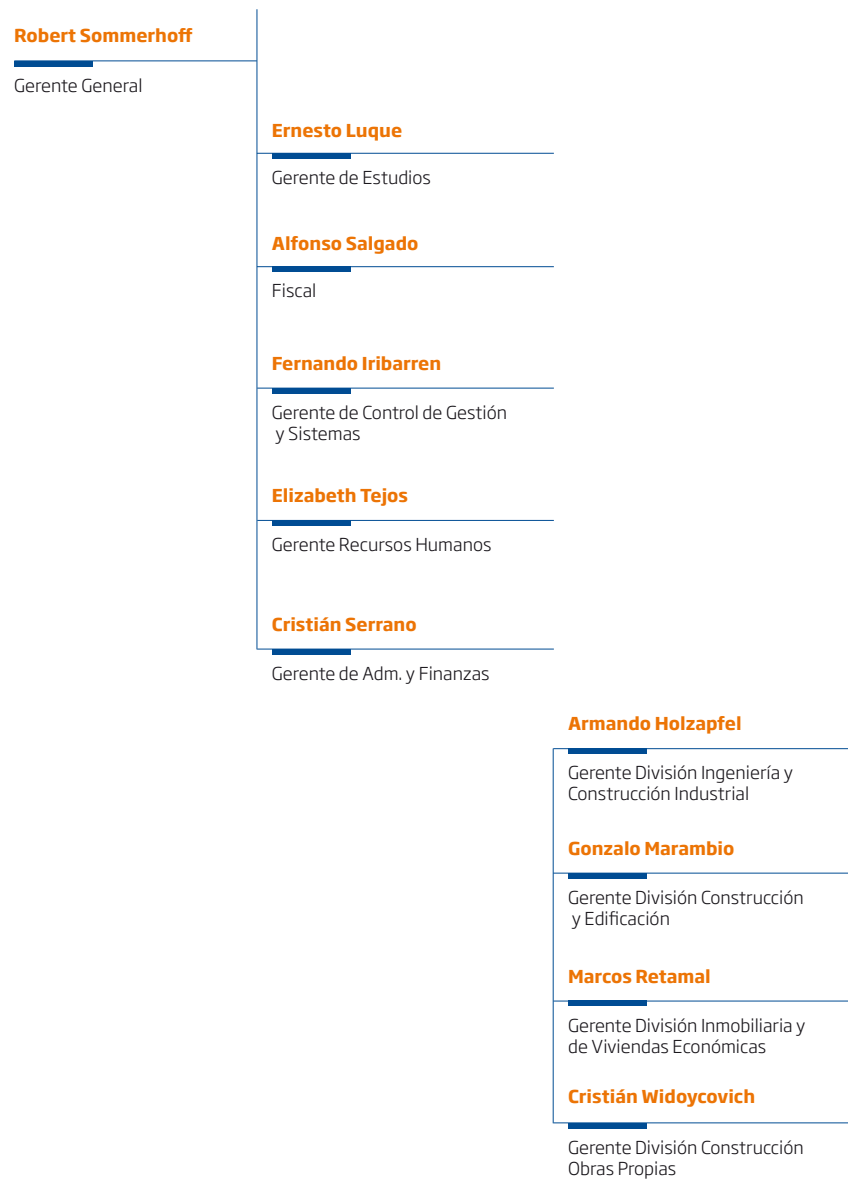 Robert Sommerhoff
Gerente General
Ernesto Luque
Gerente de Estudios
Alfonso Salgado
Fiscal
Fernando Iribarren
Gerente de Control de Gestión
y Sistemas
Elizabeth Tejos
Gerente Recursos Humanos
Cristián Serrano
Gerente de Adm. y Finanzas
Armando Holzapfel
Gerente División Ingeniería y
Construcción Industrial
Gonzalo Marambio
Gerente División Construcción
y Edificación
Marcos Retamal
Gerente División Inmobiliaria y
de Viviendas Económicas
Cristián Widoycovich
Gerente División Construcción
Obras Propias